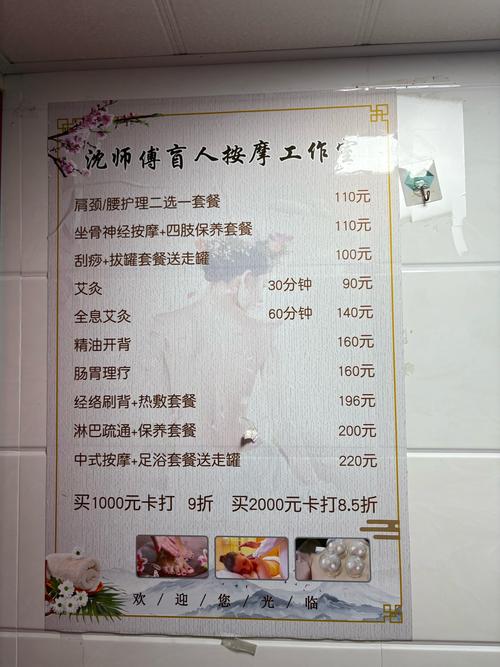 沈师傅盲人按摩工作室
肩颈/腰护理二选一套餐 110元
坐骨神经按摩+四肢保养套餐 110元
刮痧+拔罐套餐送走罐 100元
艾灸 30分钟 90元
全息艾灸 60分钟 140元
精油开背 160元
肠胃理疗 160元
经络刷背+热敷套餐 196元
淋巴疏通+保养套餐 200元
中式按摩+足浴套餐送走罐 220元
买1000元卡打 9折 买2000元卡打8.5折
欢/迎/您/光/临